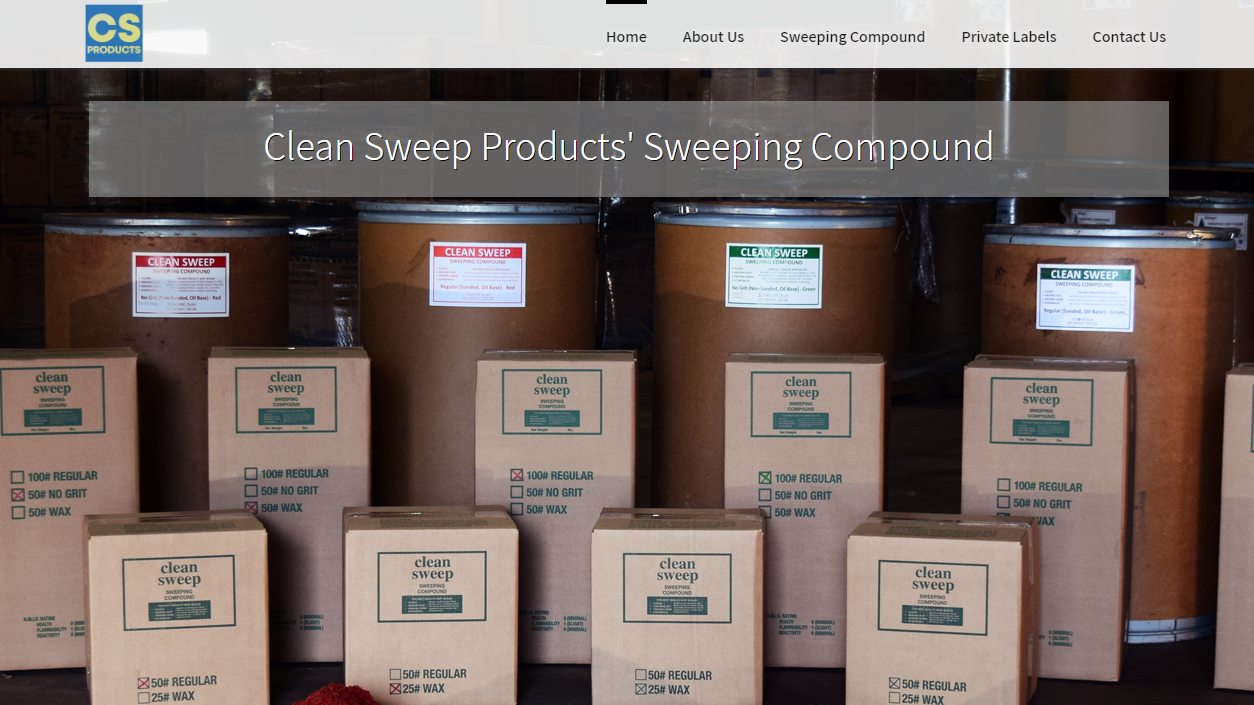 CS
PRODUCTS
Home
About Us
Sweeping Compound
Private Labels
Contact Us
Clean Sweep Products' Sweeping Compound
CLEAN SWEEP
SWEEPING COMPOUND
No Grit (Non-Sanded, Oil Base) - Red
CLEAN SWEEP
SWEEPING COMPOUND
Regular (Sanded, Oil Base) - Red
CLEAN SWEEP
SWEEPING COMPOUND
No Grit (Non-Sanded, Oil Base) - Green
CLEAN SWEEP
SWEEPING COMPOUND
Regular (Sanded, Oil Base) - Green
clean
sweep
SWEEPING
COMPOUND
100# REGULAR
50# NO GRIT
50# WAX
clean
sweep
SWEEPING
COMPOUND
100# REGULAR
50# NO GRIT
50# WAX
clean
sweep
SWEEPING
COMPOUND
100# REGULAR
50# NO GRIT
50# WAX
clean
sweep
SWEEPING
COMPOUND
100# REGULAR
50# NO GRIT
50# WAX
clean
sweep
SWEEPING
COMPOUND
100# REGULAR
50# NO GRIT
WAX
H.M.I.S. RATING
HEALTH
FLAMMABILITY
REACTIVITY
clean
sweep
SWEEPING
COMPOUND
50# REGULAR
25# WAX
clean
sweep
SWEEPING
COMPOUND
50# REGULAR
25# WAX
clean
sweep
SWEEPING
COMPOUND
50# REGULAR
25# WAX
clean
sweep
SWEEPING
COMPOUND
50# REGULAR
25# WAX